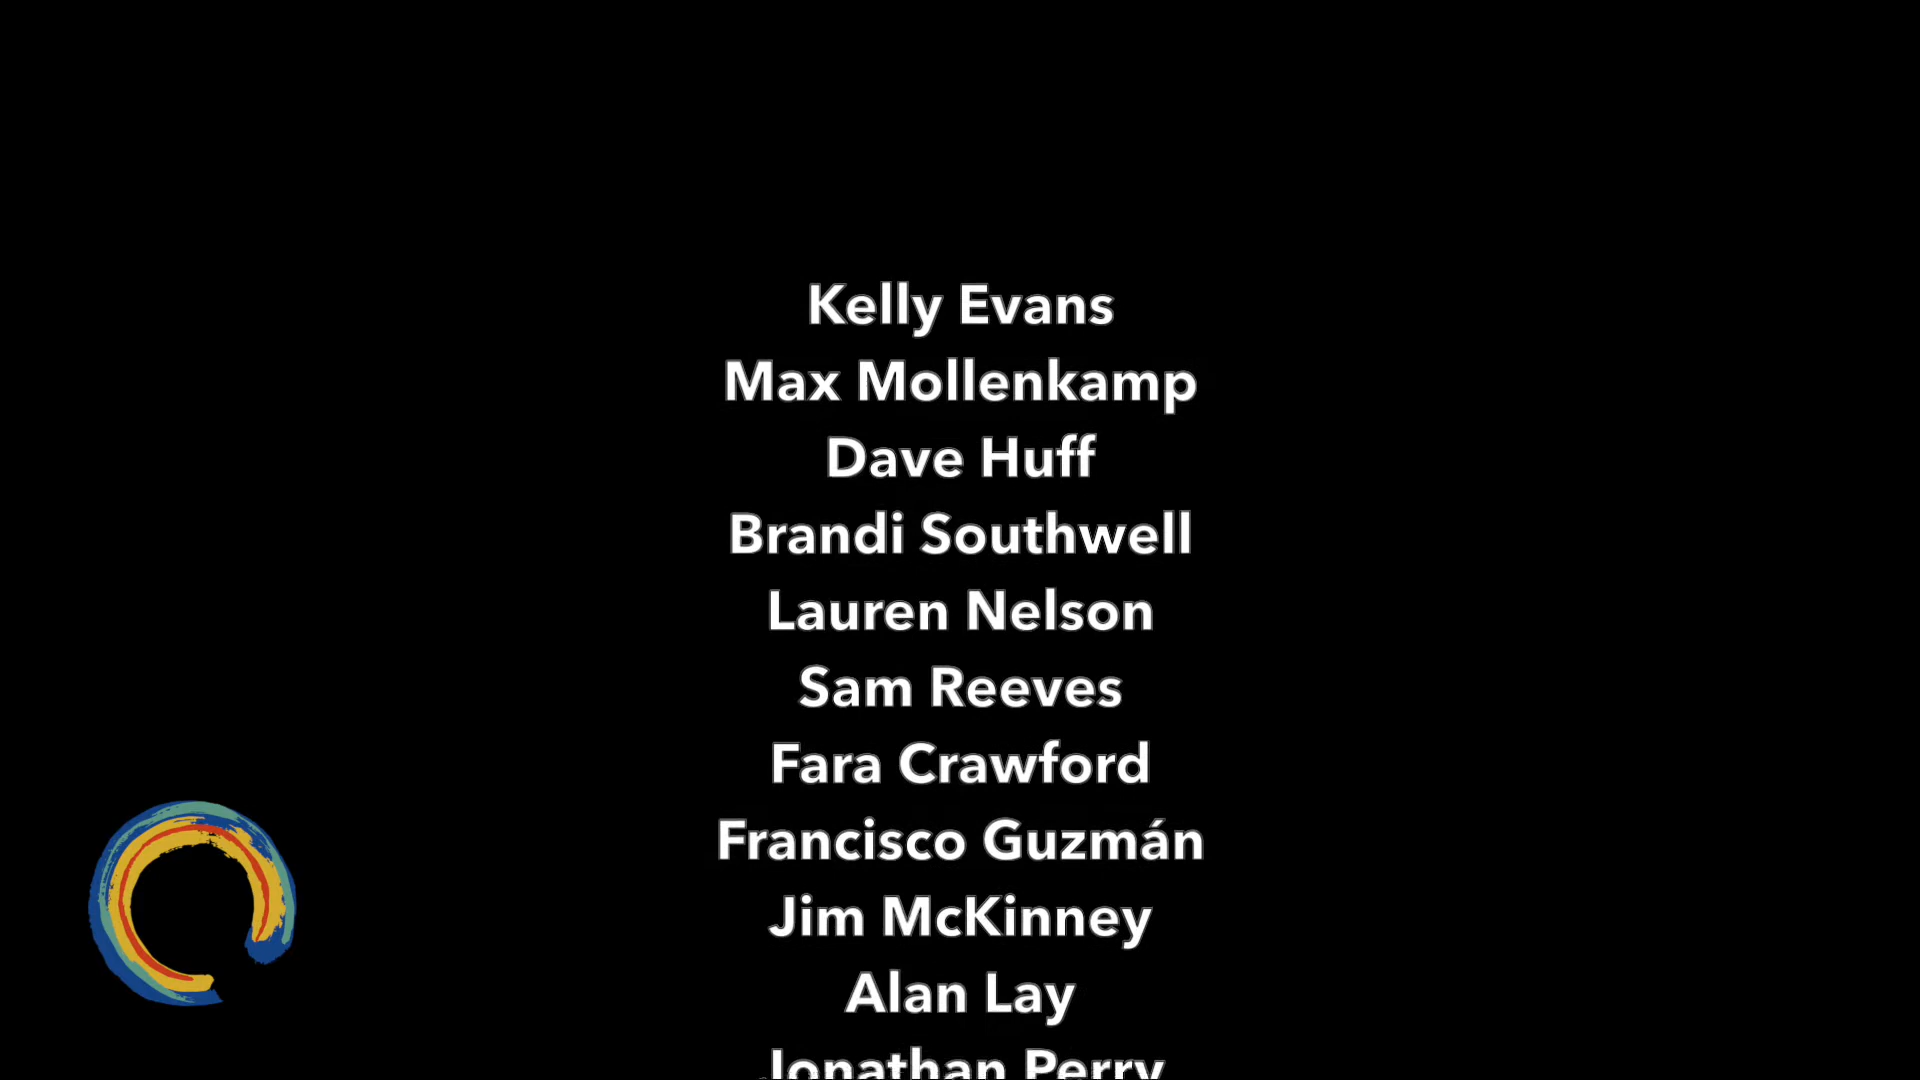 Kelly Evans
Max Mollenkamp
Dave Huff
Brandi Southwell
Lauren Nelson
Sam Reeves
Fara Crawford
Francisco Guzmán
Jim McKinney
Alan Lay
Jonathan Perry